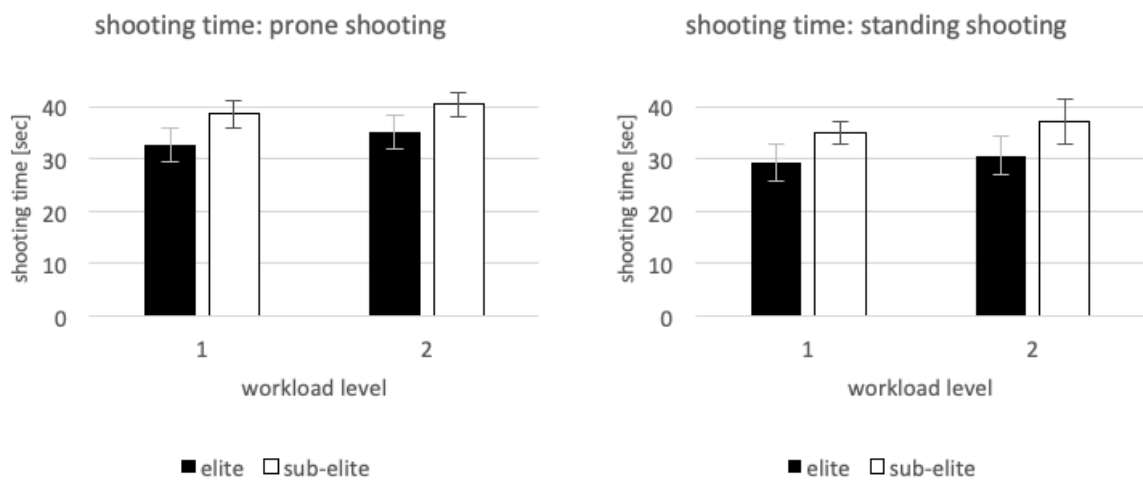 shooting time: prone shooting
shooting time [sec]
40
30
20
10
0
1 2
workload level
elite sub-elite
shooting time: standing shooting
shooting time [sec]
40
30
20
10
0
1 2
workload level
elite sub-elite